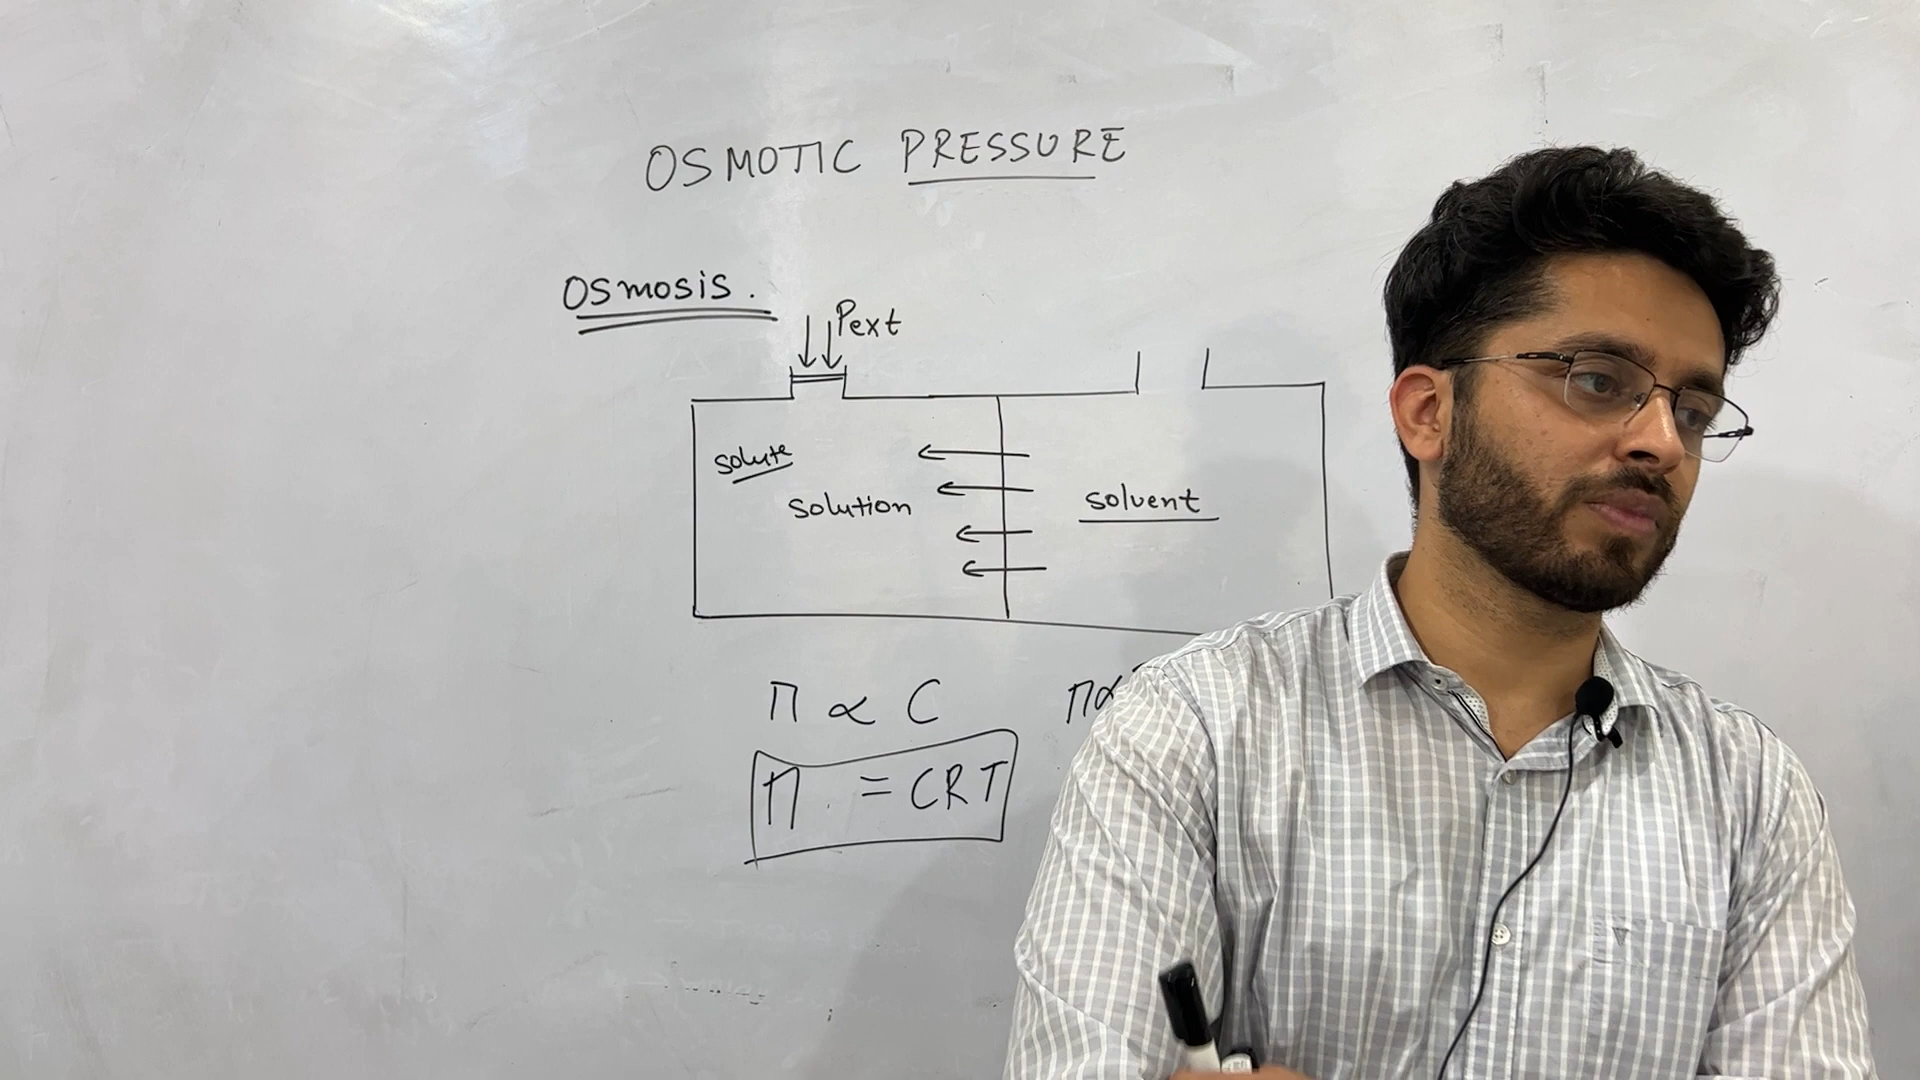 OSMOTIC PRESSURE
Osmosis.
Pext
solute
solution
solvent
Π ∝ C
Π ∝
Π . = CRT